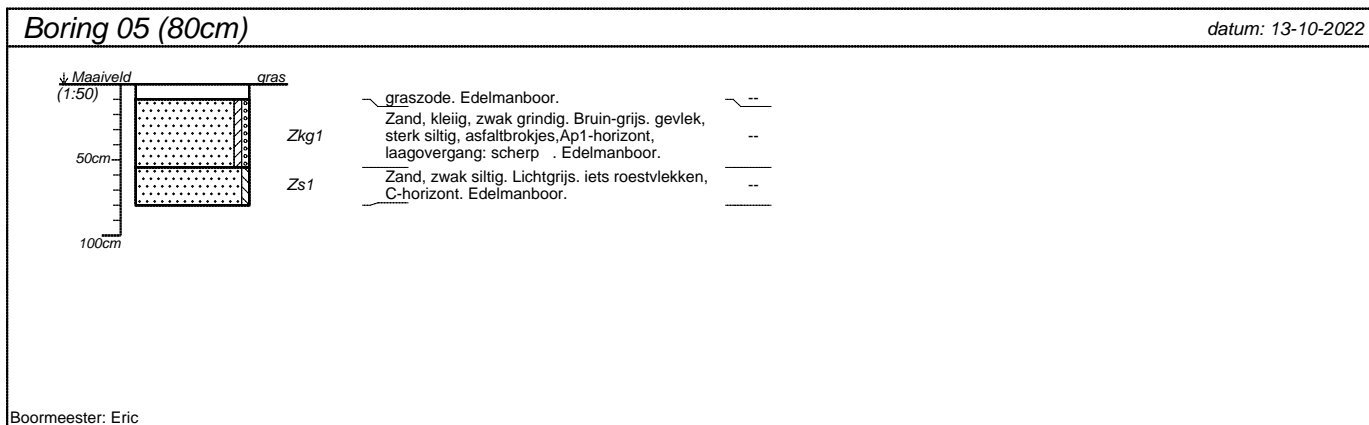 Boring 05 (80cm)
datum: 13-10-2022
Maaiveld
gras
(1:50)
graszode. Edelmanboor.
--
Zand, kleiig, zwak grindig. Bruin-grijs. gevlek,
Zkg1
sterk siltig, asfaltbrokjes,Ap1-horizont,
--
50cm
laagovergang: scherp . Edelmanboor.
Zs1
Zand, zwak siltig. Lichtgrijs. iets roestvlekken,
--
C-horizont. Edelmanboor.
100cm
Boormeester: Eric